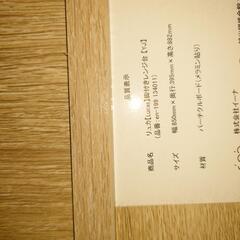 品質表示
商品名 リュカ【LUCAS】脚付きレンジ台【Y-J】
(品番:en-199 134011)
サイズ 幅850mm×奥行395mm×高さ882mm
材質 パーチクルボード(メラミン貼り)
株式会社イーナ